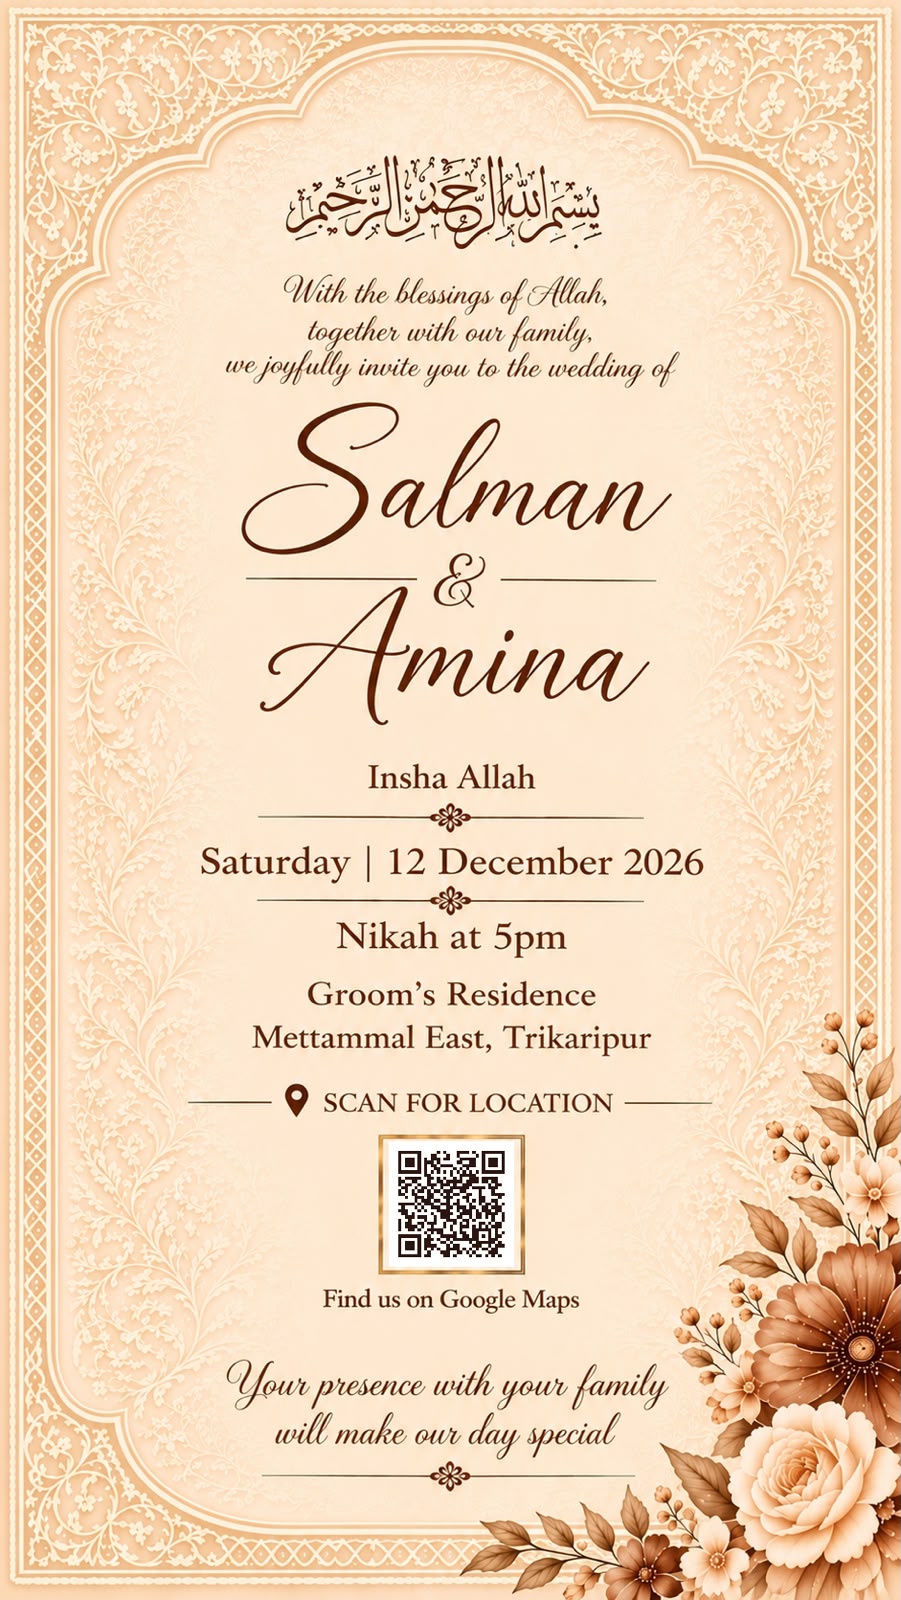 بِسْمِ اللهِ الرَّحْمٰنِ الرَّحِيْمِ
With the blessings of Allah,
together with our family,
we joyfully invite you to the wedding of
Salman
&
Amina
Insha Allah
Saturday | 12 December 2026
Nikah at 5pm
Groom's Residence
Mettammal East, Trikaripur
SCAN FOR LOCATION
Find us on Google Maps
Your presence with your family
will make our day special